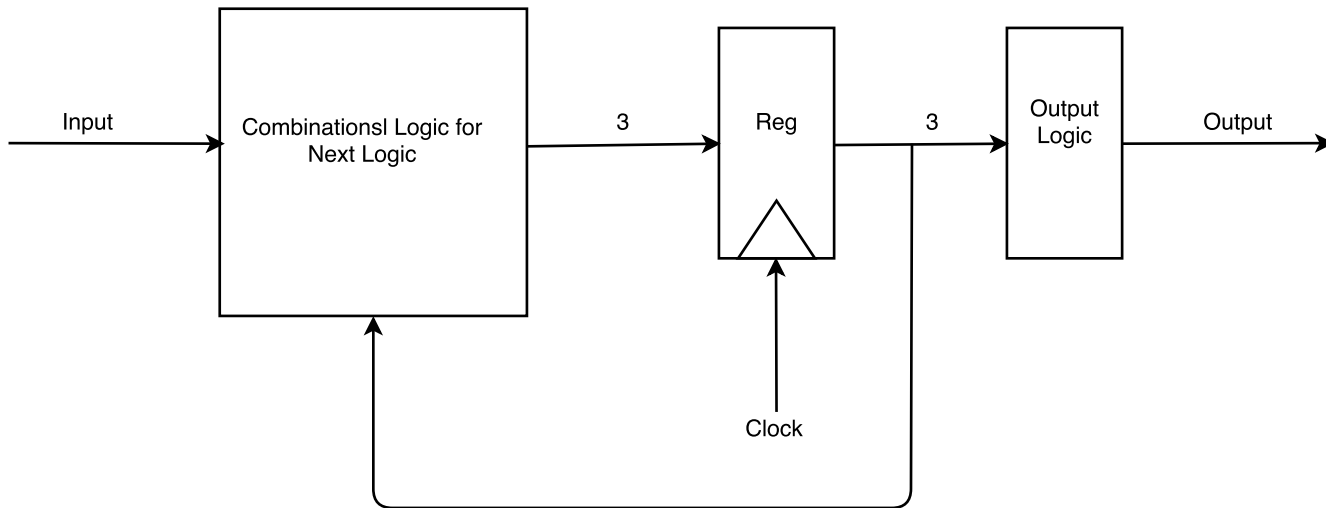 Input
Combinationsl Logic for
Next Logic
3
Reg
3
Output
Logic
Output
Clock